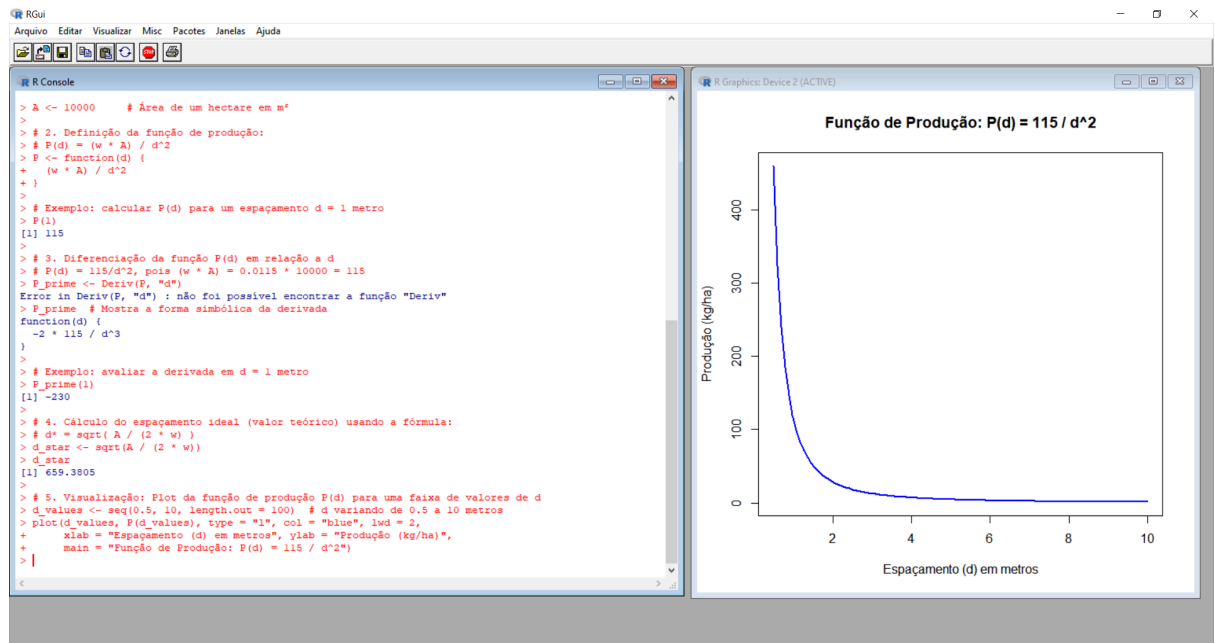 RGui
Arquivo Editar Visualizar Misc Pacotes Janelas Ajuda
STOP
R Console
> A <- 10000     # Área de um hectare em m²
>
> # 2. Definição da função de produção:
> # P(d) = (w * A) / d^2
> P <- function(d) {
+   (w * A) / d^2
+ }
>
> # Exemplo: calcular P(d) para um espaçamento d = 1 metro
> P(1)
[1] 115
>
> # 3. Diferenciação da função P(d) em relação a d
> # P(d) = 115/d^2, pois (w * A) = 0.0115 * 10000 = 115
> P_prime <- Deriv(P, "d")
Error in Deriv(P, "d") : não foi possível encontrar a função "Deriv"
> P_prime  # Mostra a forma simbólica da derivada
function(d) {
  -2 * 115 / d^3
}
>
> # Exemplo: avaliar a derivada em d = 1 metro
> P_prime(1)
[1] -230
>
> # 4. Cálculo do espaçamento ideal (valor teórico) usando a fórmula:
> # d* = sqrt( A / (2 * w) )
> d_star <- sqrt(A / (2 * w))
> d_star
[1] 659.3805
>
> # 5. Visualização: Plot da função de produção P(d) para uma faixa de valores de d
> d_values <- seq(0.5, 10, length.out = 100)  # d variando de 0.5 a 10 metros
> plot(d_values, P(d_values), type = "l", col = "blue", lwd = 2,
+      xlab = "Espaçamento (d) em metros", ylab = "Produção (kg/ha)",
+      main = "Função de Produção: P(d) = 115 / d^2")
>
R Graphics: Device 2 (ACTIVE)
Função de Produção: P(d) = 115 / d^2
Produção (kg/ha)
400
300
200
100
0
2 4 6 8 10
Espaçamento (d) em metros